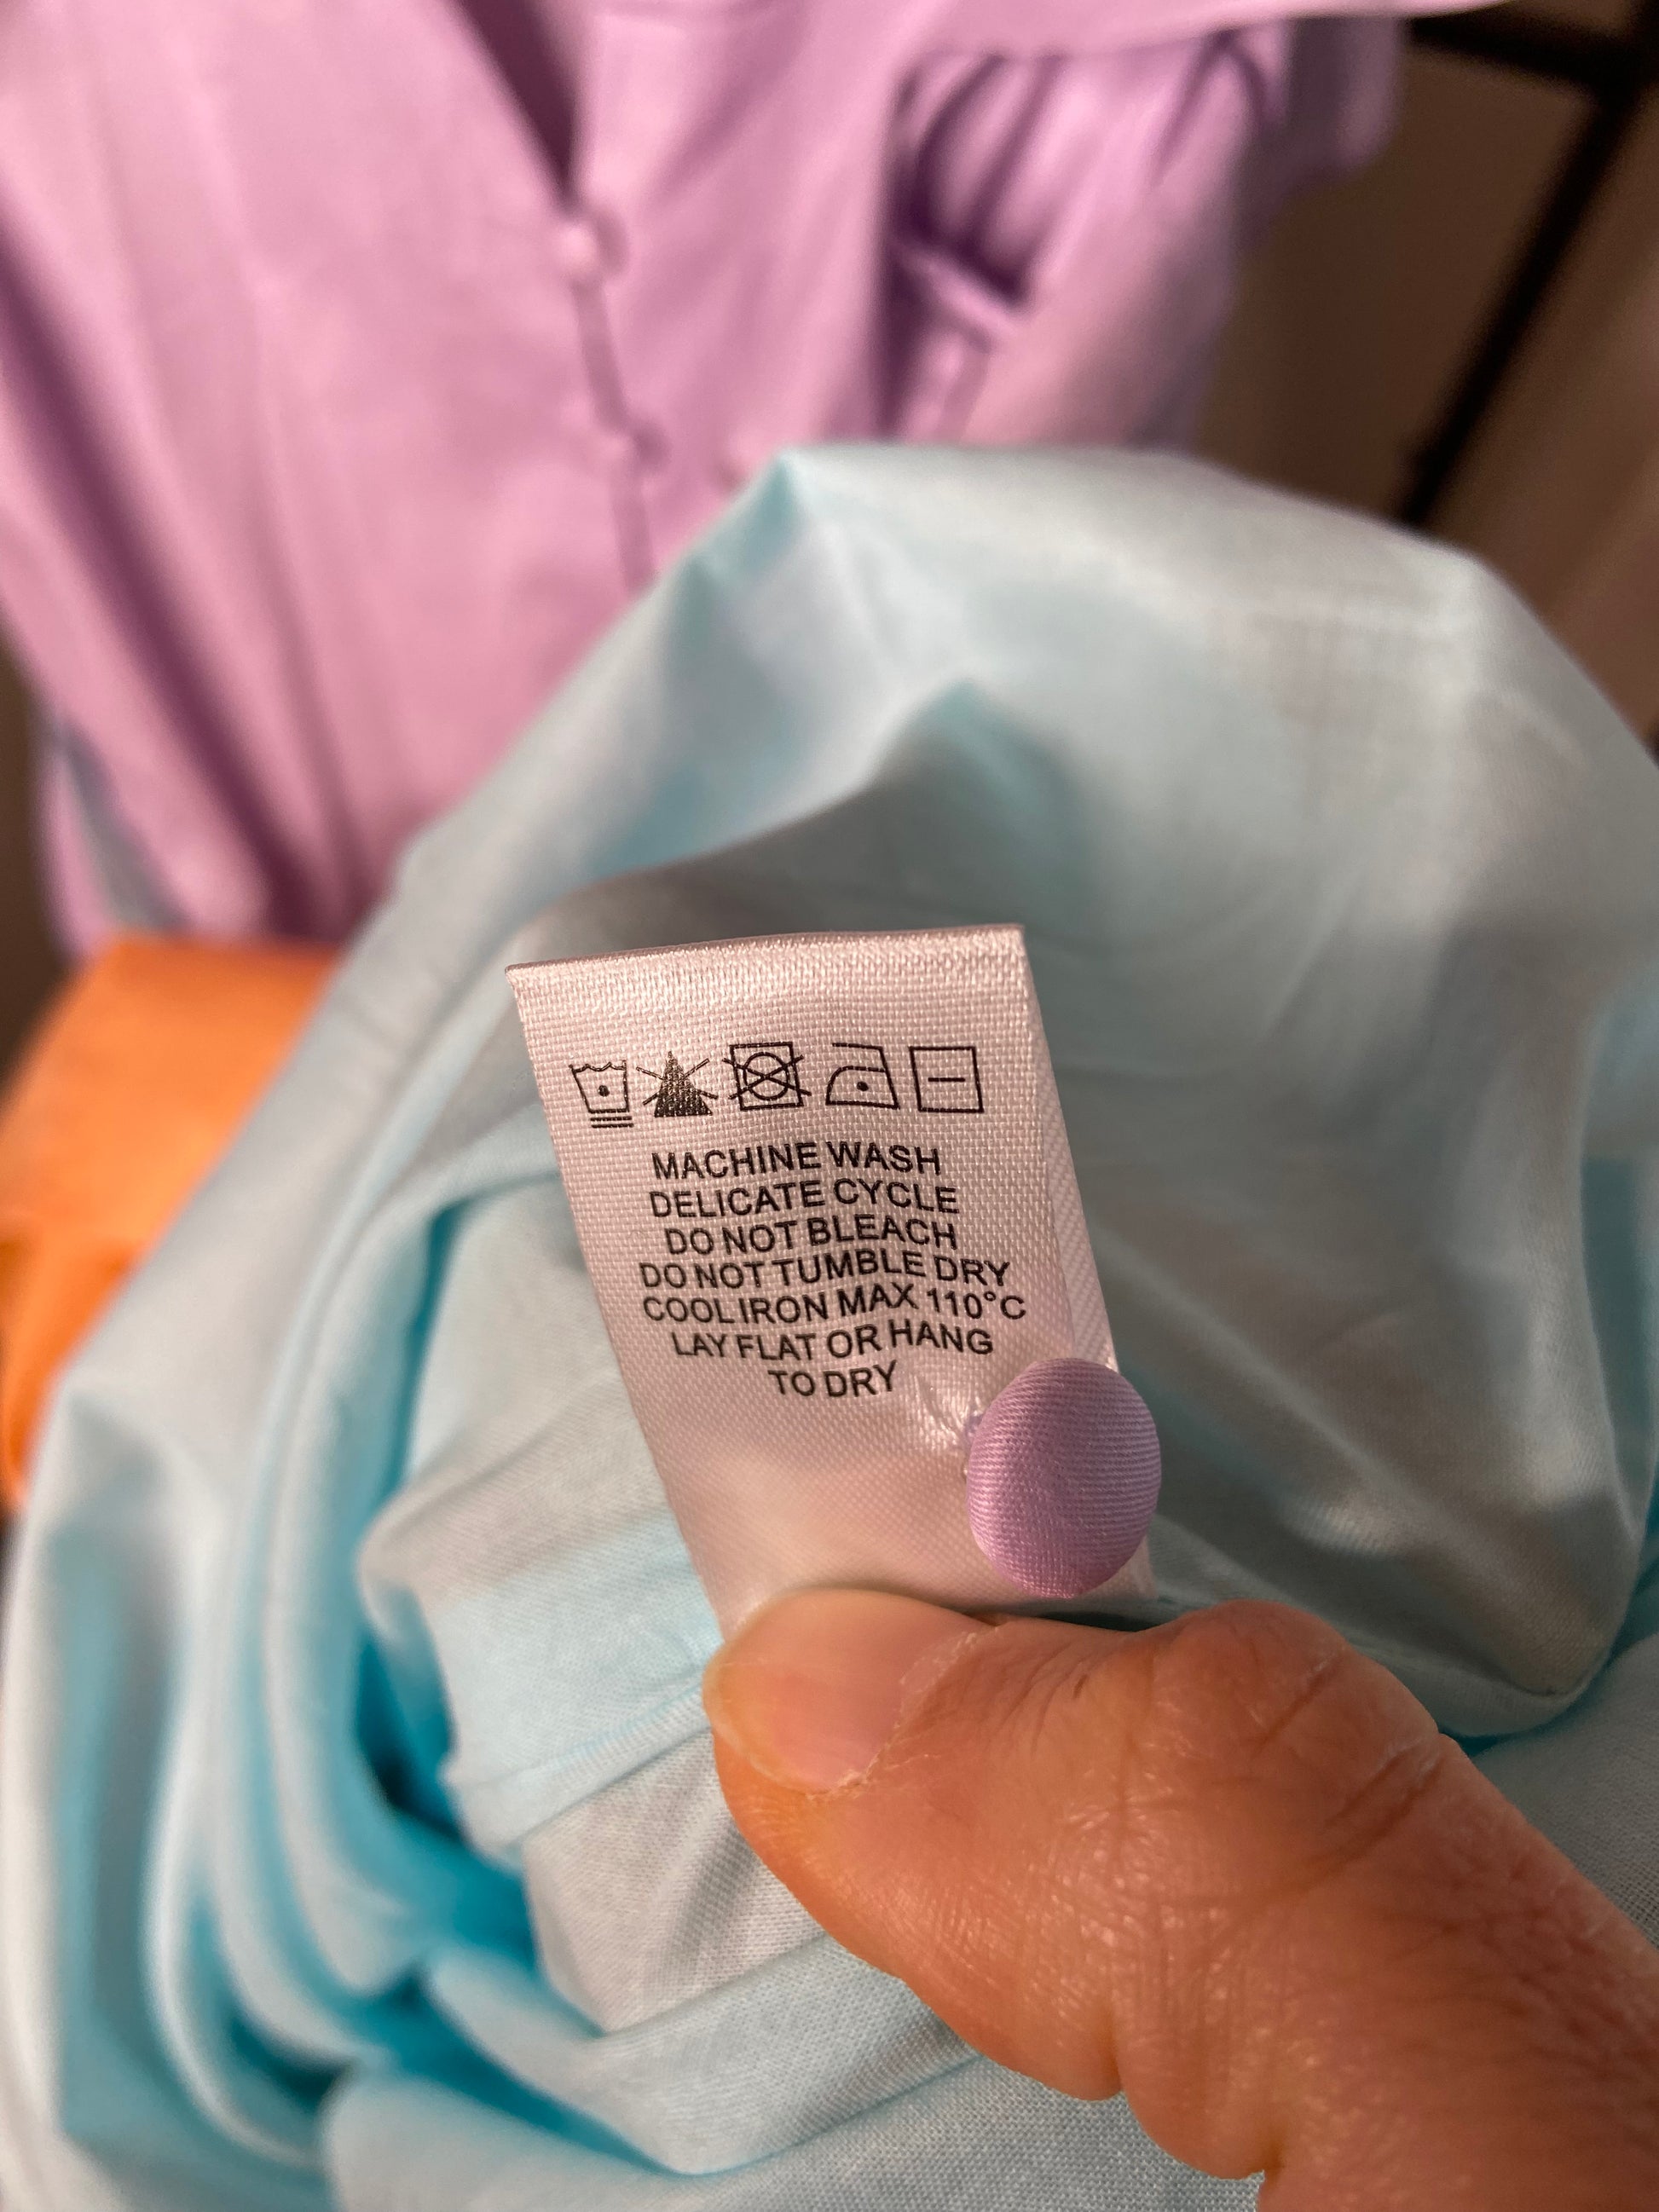 MACHINE WASH
DELICATE CYCLE
DO NOT BLEACH
DO NOT TUMBLE DRY
COOL IRON MAX 110°C
LAY FLAT OR HANG
TO DRY